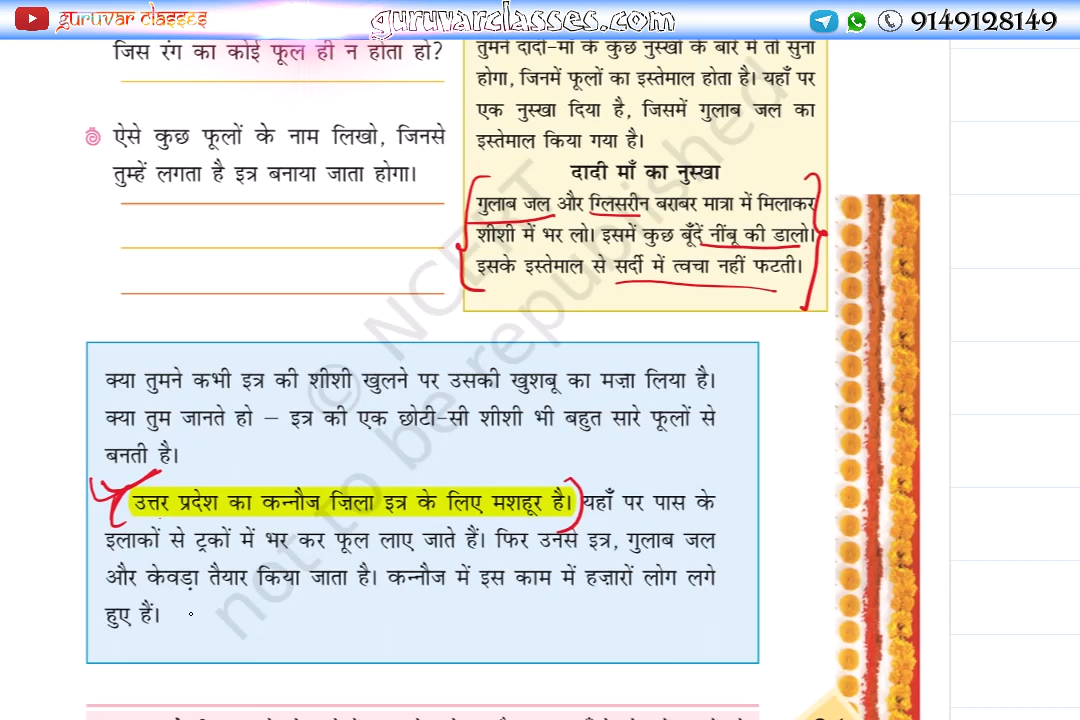 guruvar classes
guruvarclasses.com
9149128149
जिस रंग का कोई फूल ही न होता हो?
ऐसे कुछ फूलों के नाम लिखो, जिनसे
तुम्हें लगता है इत्र बनाया जाता होगा।
तुमने दादी-माँ के कुछ नुस्खों के बारे में तो सुना
होगा, जिनमें फूलों का इस्तेमाल होता है। यहाँ पर
एक नुस्खा दिया है, जिसमें गुलाब जल का
इस्तेमाल किया गया है।
दादी माँ का नुस्खा
गुलाब जल और ग्लिसरीन बराबर मात्रा में मिलाकर
शीशी में भर लो। इसमें कुछ बूँदें नींबू की डालो।
इसके इस्तेमाल से सर्दी में त्वचा नहीं फटती।
क्या तुमने कभी इत्र की शीशी खुलने पर उसकी खुशबू का मज़ा लिया है।
क्या तुम जानते हो – इत्र की एक छोटी-सी शीशी भी बहुत सारे फूलों से
बनती है।
उत्तर प्रदेश का कन्नौज ज़िला इत्र के लिए मशहूर है। यहाँ पर पास के
इलाकों से ट्रकों में भर कर फूल लाए जाते हैं। फिर उनसे इत्र, गुलाब जल
और केवड़ा तैयार किया जाता है। कन्नौज में इस काम में हज़ारों लोग लगे
हुए हैं।
© NCERT
not to be republished